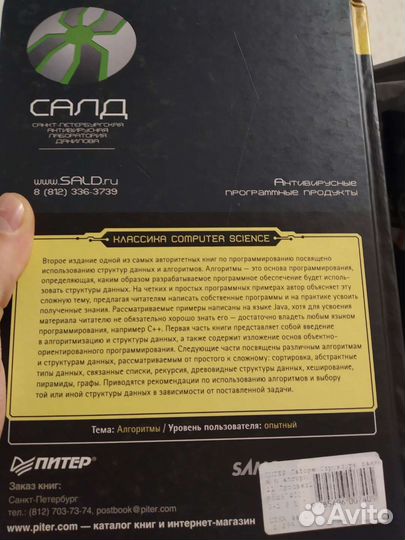 САЛД
САНКТ-ПЕТЕРБУРГСКАЯ
АНТИВИРУСНАЯ
ЛАБОРАТОРИЯ
ДАНИЛОВА
www.SALD.ru
8 (812) 336-3739
Антивирусные
программные продукты
КЛАССИКА COMPUTER SCIENCE
Второе издание одной из самых авторитетных книг по программированию посвящено
использованию структур данных и алгоритмов. Алгоритмы — это основа программирования,
определяющая, каким образом разрабатываемое программное обеспечение будет исполь-
зовать структуры данных. На четких и простых программных примерах автор объясняет эту
сложную тему, предлагая читателям написать собственные программы и на практике усвоить
полученные знания. Рассматриваемые примеры написаны на языке Java, хотя для усвоения
материала читателю не обязательно хорошо знать его — достаточно владеть любым языком
программирования, например C++. Первая часть книги представляет собой введение
в алгоритмизацию и структуры данных, а также содержит изложение основ объектно-
ориентированного программирования. Следующие части посвящены различным алгоритмам
и структурам данных, рассматриваемым от простого к сложному: сортировка, абстрактные
типы данных, связанные списки, рекурсия, древовидные структуры данных, хеширование,
пирамиды, графы. Приводятся рекомендации по использованию алгоритмов и выбору
той или иной структуры данных в зависимости от поставленной задачи.
Тема: Алгоритмы / Уровень пользователя: опытный
ПИТЕР
Заказ книг:
Санкт-Петербург
тел.: (812) 703-73-74, postbook@piter.com
www.piter.com — каталог книг и интернет-магазин
Avito